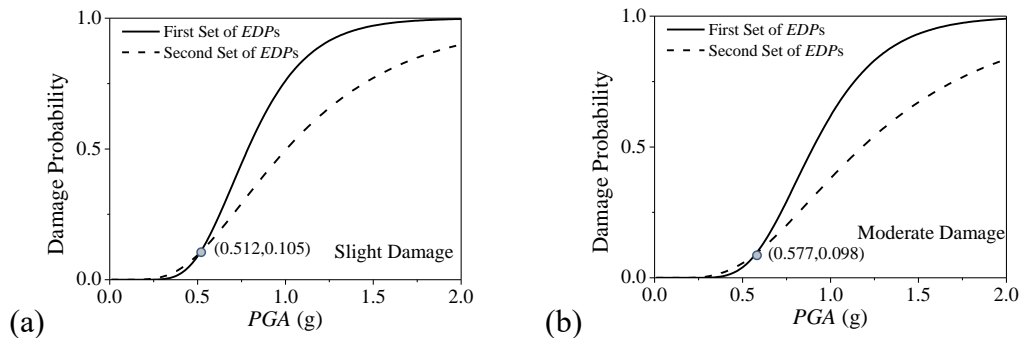 1.0
First Set of EDPs
Second Set of EDPs
Damage Probability
0.5
(0.512,0.105)
Slight Damage
0.0
0.0 0.5 1.0 1.5 2.0
PGA (g)
(a)
1.0
First Set of EDPs
Second Set of EDPs
Damage Probability
0.5
Moderate Damage
(0.577,0.098)
0.0
0.0 0.5 1.0 1.5 2.0
PGA (g)
(b)